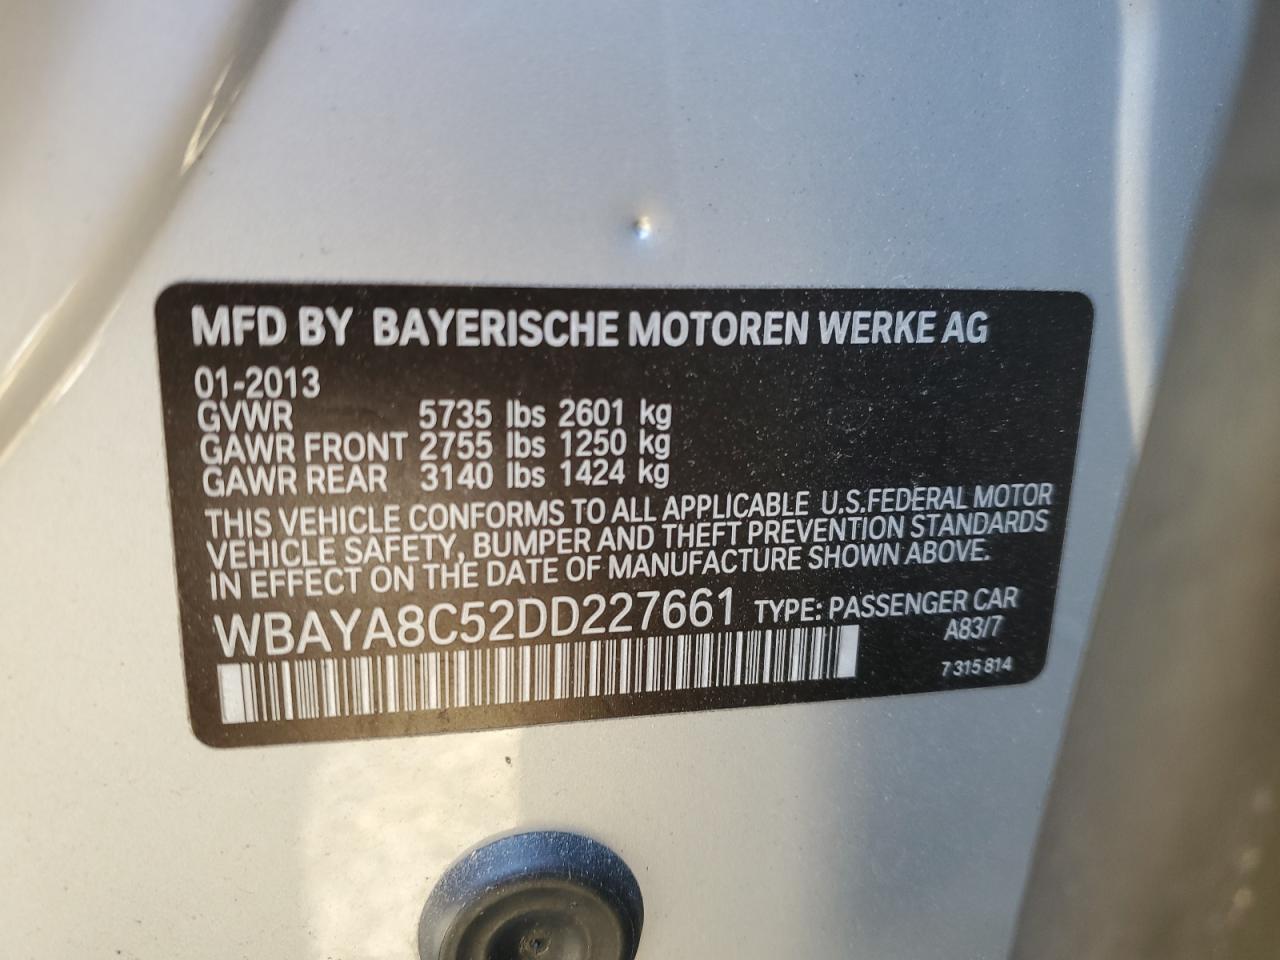 MFD BY BAYERISCHE MOTOREN WERKE AG
01-2013
GVWR 5735 lbs 2601 kg
GAWR FRONT 2755 lbs 1250 kg
GAWR REAR 3140 lbs 1424 kg
THIS VEHICLE CONFORMS TO ALL APPLICABLE U.S.FEDERAL MOTOR
VEHICLE SAFETY, BUMPER AND THEFT PREVENTION STANDARDS
IN EFFECT ON THE DATE OF MANUFACTURE SHOWN ABOVE.
WBAYA8C52DD227661 TYPE: PASSENGER CAR
A83/7
7 315 814